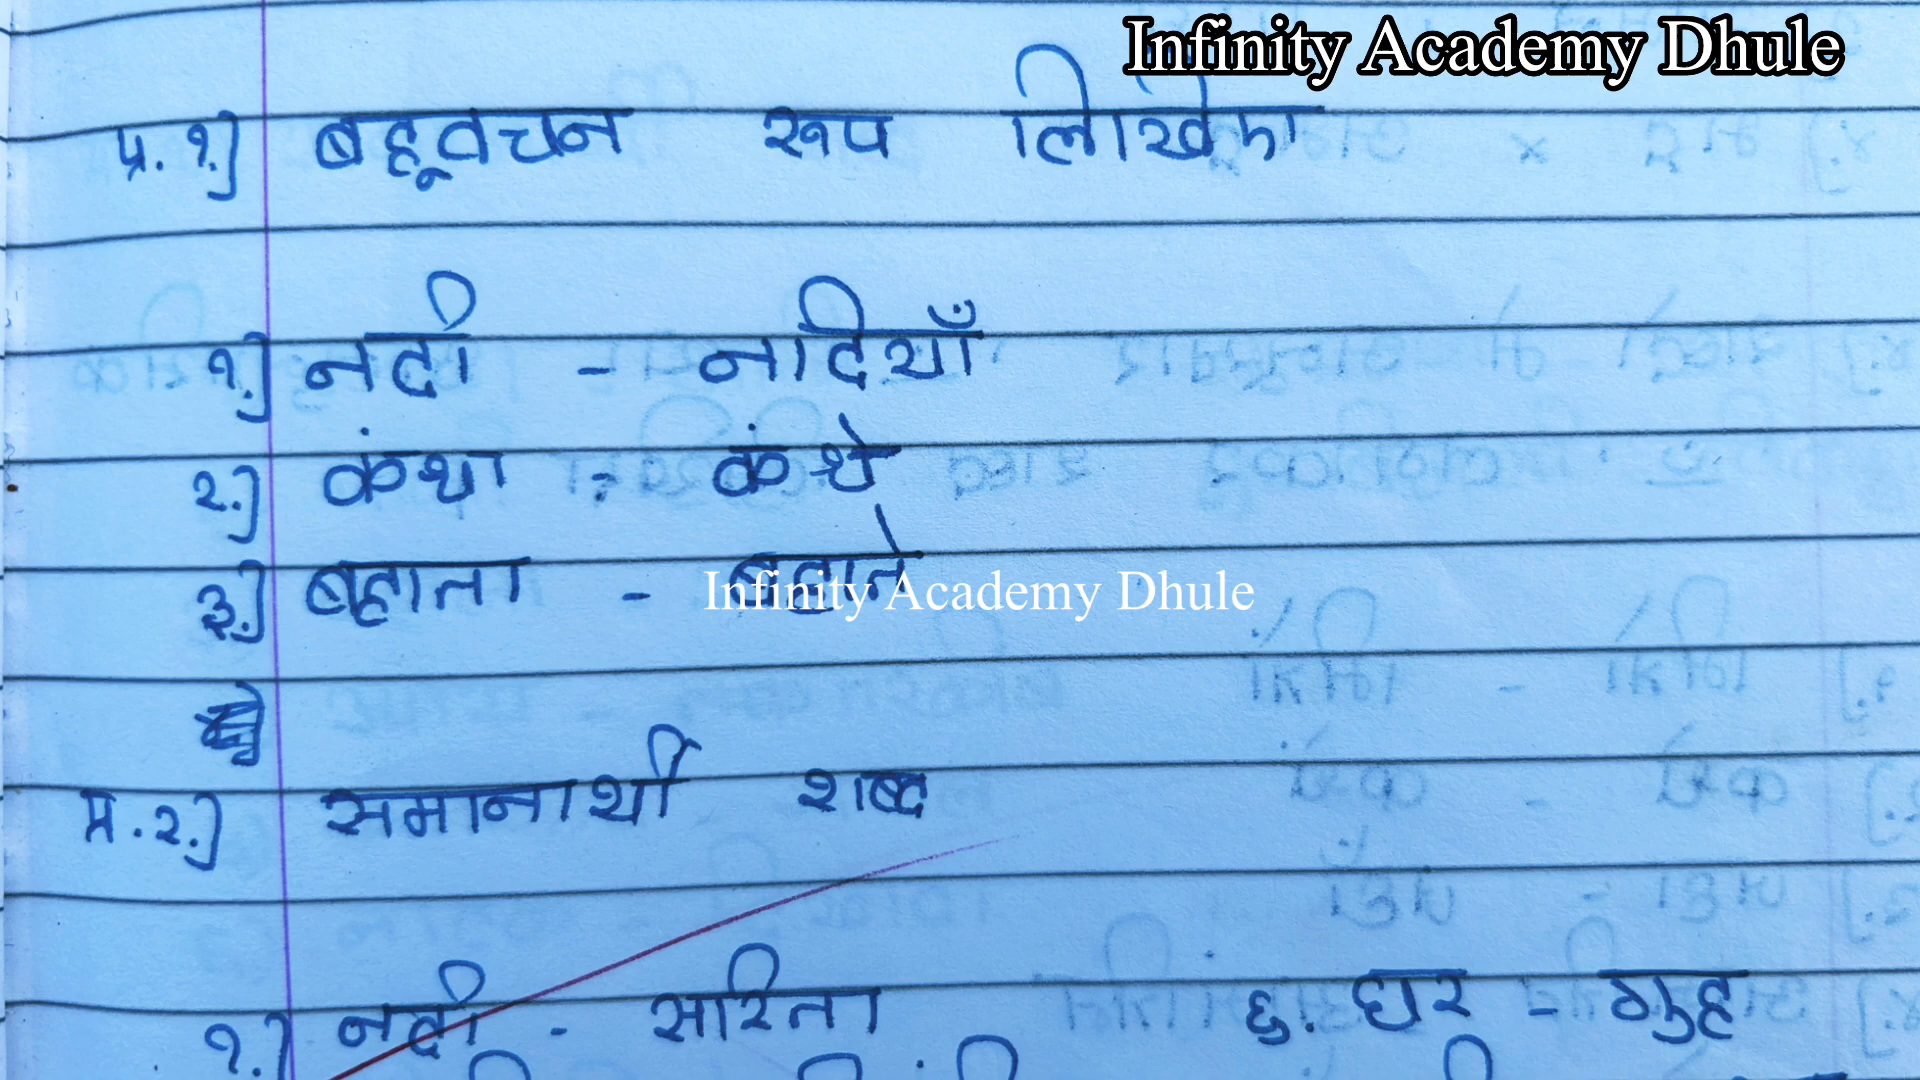 Infinity Academy Dhule
प्र. १.] बहूवचन रूप लिखिए
१.] नदी - नदियाँ
२.] कंधा - कंधे
३.] बहाता - बहाते
Infinity Academy Dhule
प्र. २.] समानार्थी शब्द
१.] नदी - सरिता ६. घर - गुह